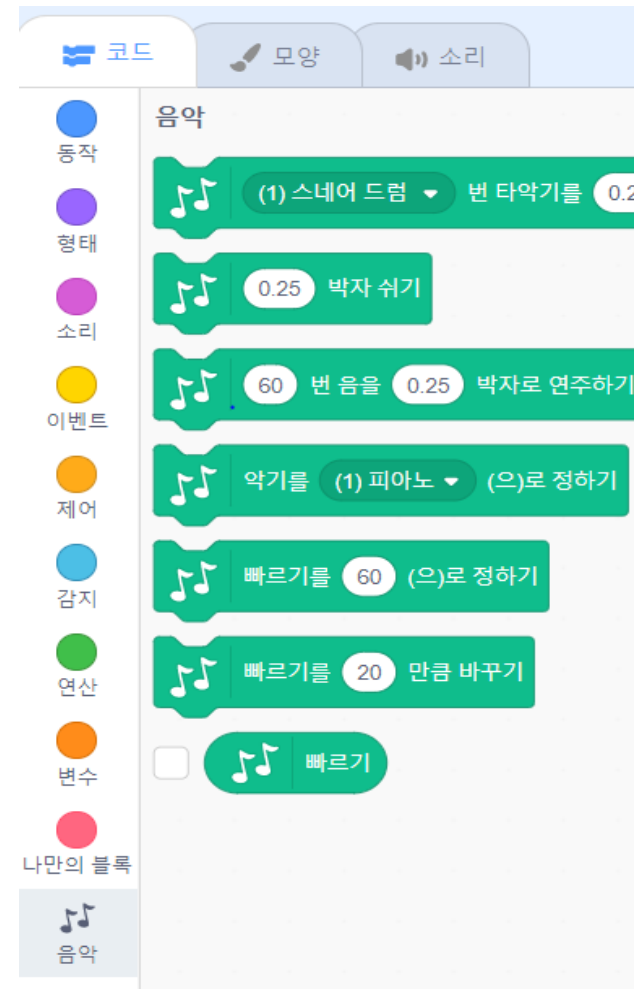 코드
모양
소리
음악
동작
(1) 스네어 드럼 번 타악기를
형태
0.25 박자 쉬기
소리
60 번 음을 0.25 박자로 연주하기
이벤트
악기를 (1) 피아노 (으)로 정하기
제어
빠르기를 60 (으)로 정하기
감지
빠르기를 20 만큼 바꾸기
연산
빠르기
변수
나만의 블록
음악